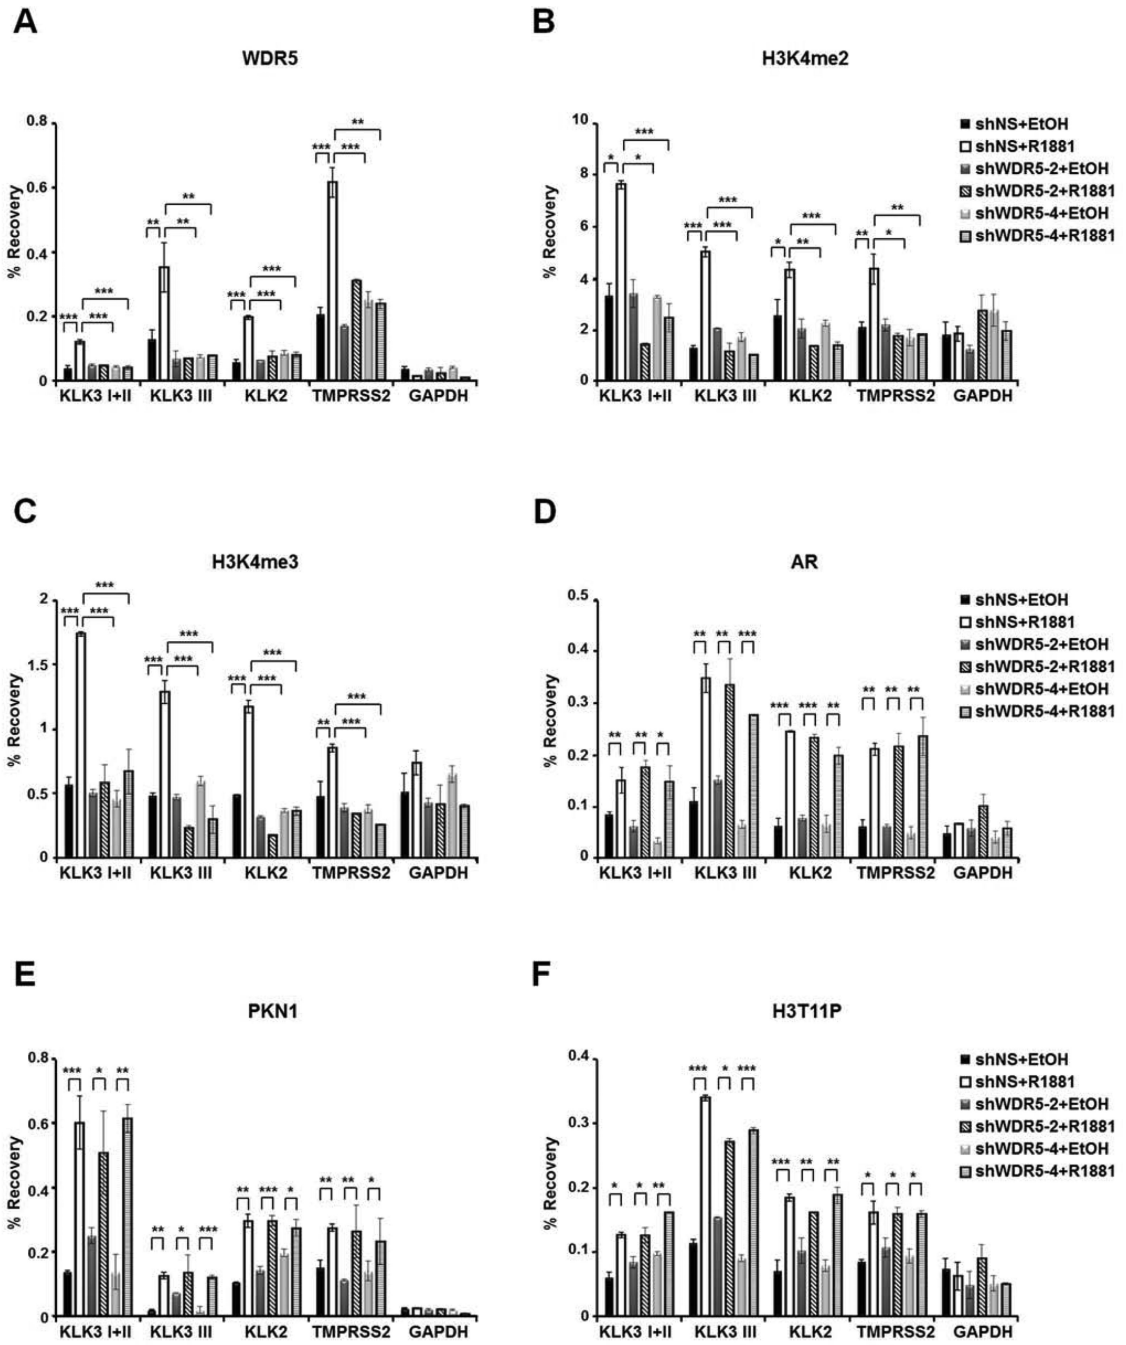 A
WDR5
% Recovery
0.8
0.6
0.4
0.2
0
*** *** ***
** ** **
*** *** ***
*** *** **
KLK3 I+II KLK3 III KLK2 TMPRSS2 GAPDH
B
H3K4me2
% Recovery
10
8
6
4
2
0
* * ***
*** *** ***
* ** ***
** * **
KLK3 I+II KLK3 III KLK2 TMPRSS2 GAPDH
shNS+EtOH
shNS+R1881
shWDR5-2+EtOH
shWDR5-2+R1881
shWDR5-4+EtOH
shWDR5-4+R1881
C
H3K4me3
% Recovery
2
1.5
1
0.5
0
*** *** ***
*** *** ***
*** *** ***
** *** ***
KLK3 I+II KLK3 III KLK2 TMPRSS2 GAPDH
D
AR
% Recovery
0.5
0.4
0.3
0.2
0.1
0
** ** *
** ** ***
*** *** **
** ** **
KLK3 I+II KLK3 III KLK2 TMPRSS2 GAPDH
shNS+EtOH
shNS+R1881
shWDR5-2+EtOH
shWDR5-2+R1881
shWDR5-4+EtOH
shWDR5-4+R1881
E
PKN1
% Recovery
0.8
0.6
0.4
0.2
0
*** * **
** * ***
** *** *
** ** *
KLK3 I+II KLK3 III KLK2 TMPRSS2 GAPDH
F
H3T11P
% Recovery
0.4
0.3
0.2
0.1
0
* * **
*** * ***
*** ** **
* * *
KLK3 I+II KLK3 III KLK2 TMPRSS2 GAPDH
shNS+EtOH
shNS+R1881
shWDR5-2+EtOH
shWDR5-2+R1881
shWDR5-4+EtOH
shWDR5-4+R1881